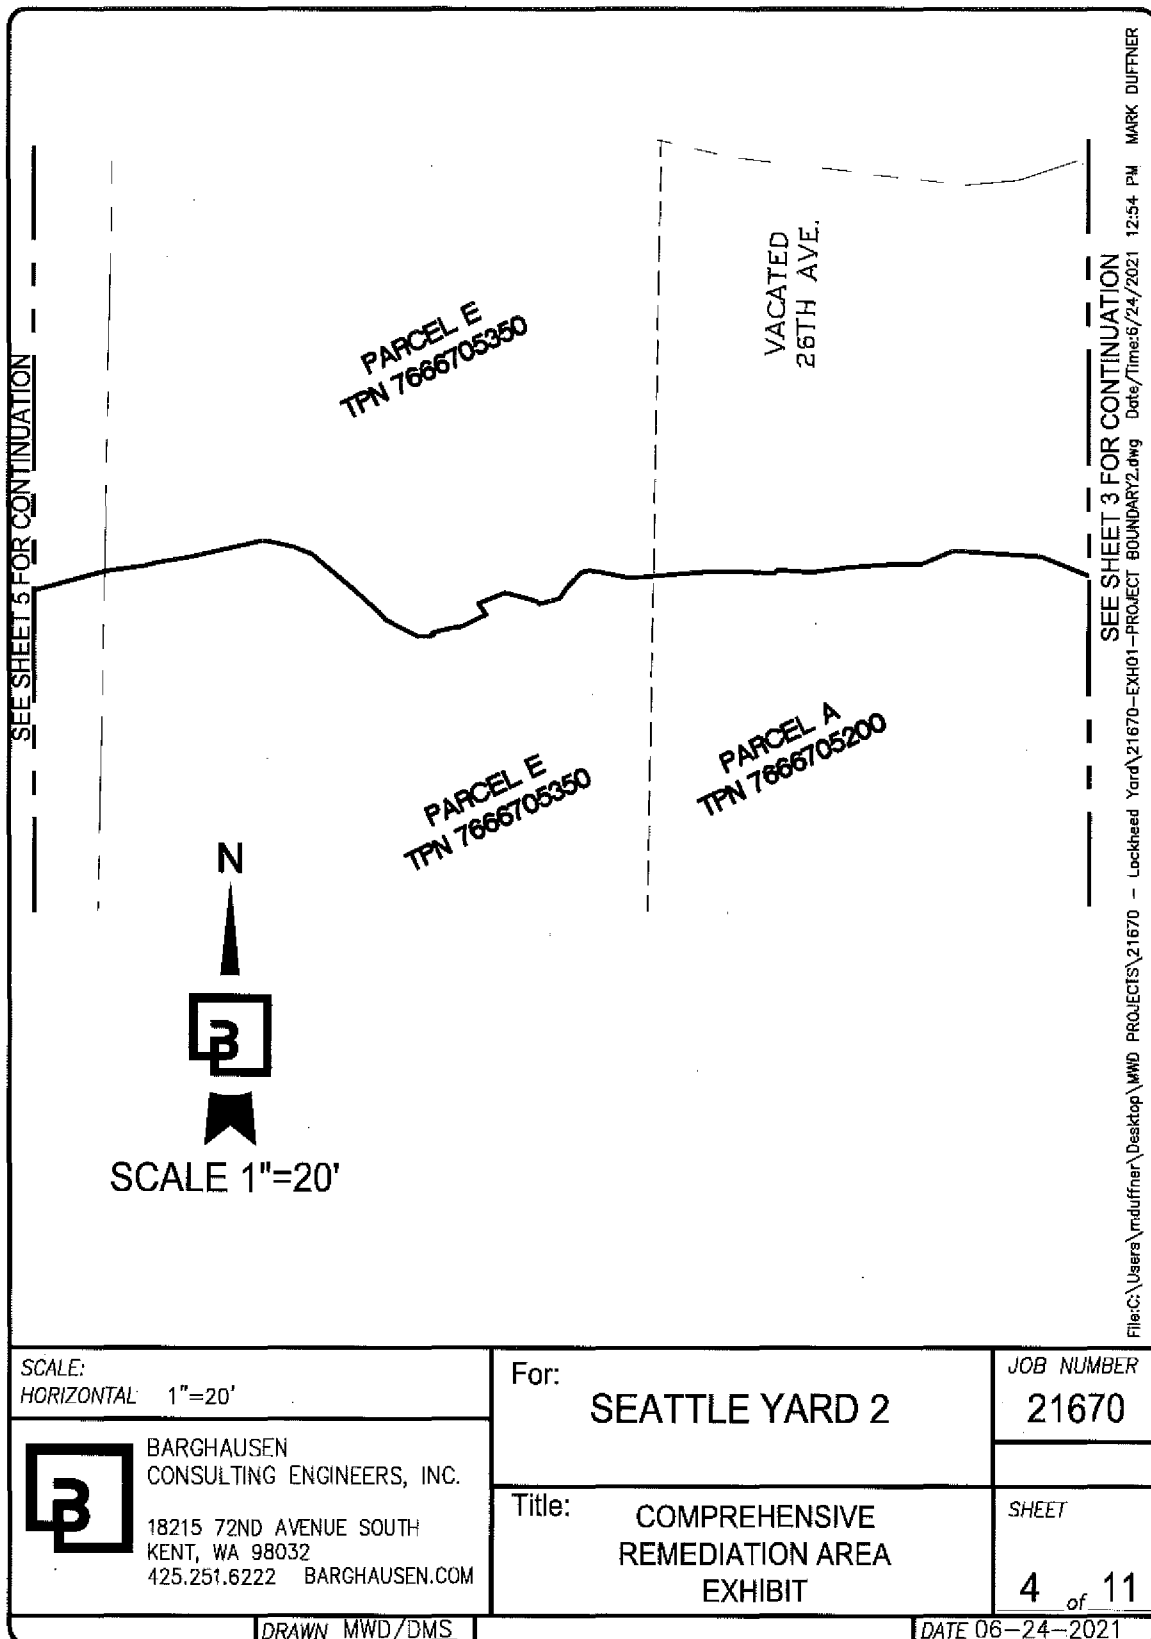 SEE SHEET 5 FOR CONTINUATION
PARCEL E
TPN 7666705350
VACATED
26TH AVE.
SEE SHEET 3 FOR CONTINUATION
File:C:\Users\mduffner\Desktop\MWD PROJECTS\21670 - Lockheed Yard\21670-EXH01-PROJECT BOUNDARY2.dwg Date/Time:6/24/2021 12:54 PM MARK DUFFNER
PARCEL E
TPN 7666705350
PARCEL A
TPN 7666705200
N
B
SCALE 1"=20'
SCALE:
HORIZONTAL 1"=20'
B
BARGHAUSEN
CONSULTING ENGINEERS, INC.
18215 72ND AVENUE SOUTH
KENT, WA 98032
425.251.6222 BARGHAUSEN.COM
For:
SEATTLE YARD 2
Title:
COMPREHENSIVE
REMEDIATION AREA
EXHIBIT
JOB NUMBER
21670
SHEET
4 of 11
DRAWN MWD/DMS
DATE 06-24-2021